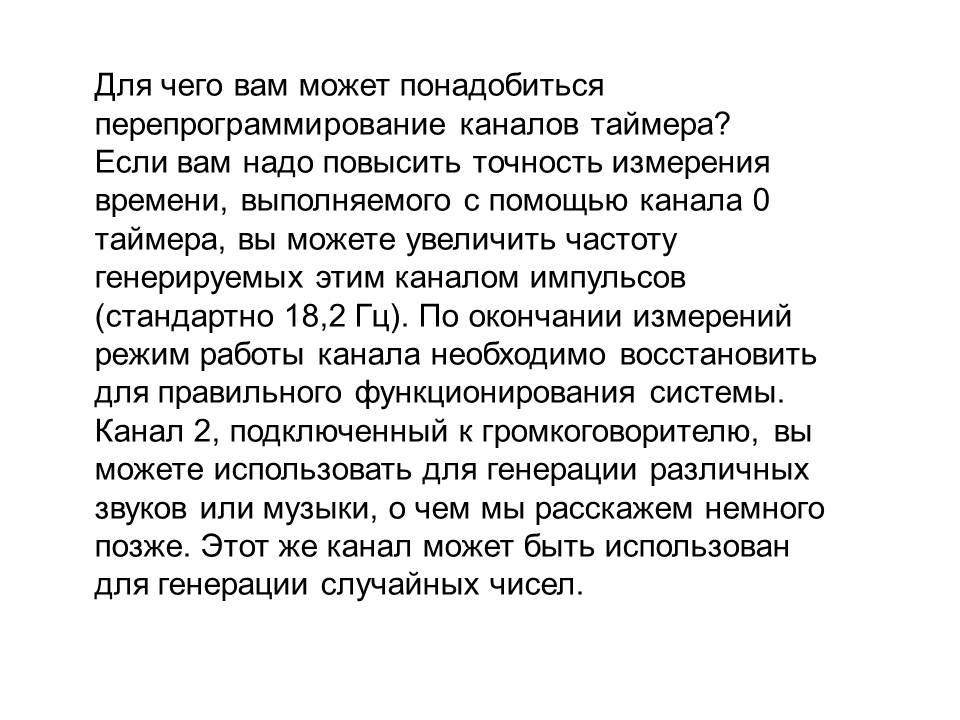 Для чего вам может понадобиться
перепрограммирование каналов таймера?
Если вам надо повысить точность измерения
времени, выполняемого с помощью канала 0
таймера, вы можете увеличить частоту
генерируемых этим каналом импульсов
(стандартно 18,2 Гц). По окончании измерений
режим работы канала необходимо восстановить
для правильного функционирования системы.
Канал 2, подключенный к громкоговорителю, вы
можете использовать для генерации различных
звуков или музыки, о чем мы расскажем немного
позже. Этот же канал может быть использован
для генерации случайных чисел.